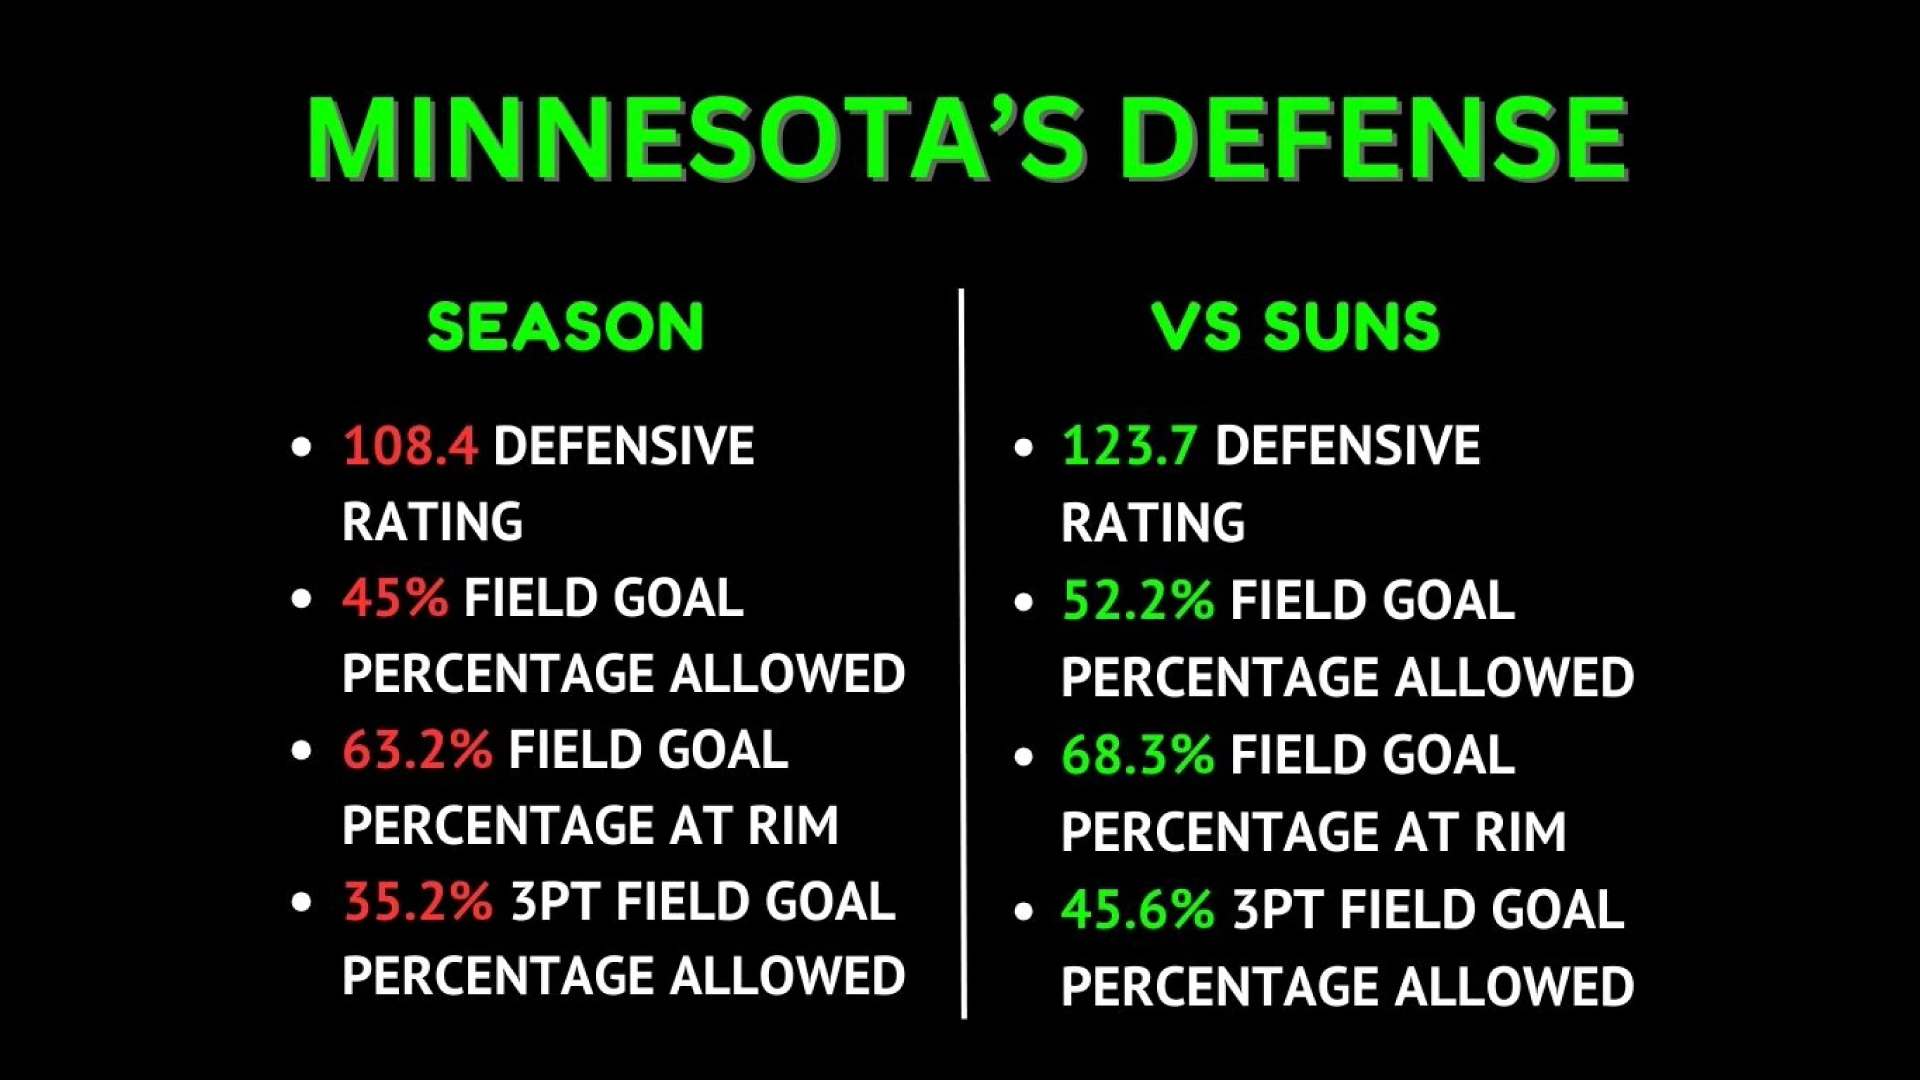 MINNESOTA’S DEFENSE
SEASON
• 108.4 DEFENSIVE
RATING
• 45% FIELD GOAL
PERCENTAGE ALLOWED
• 63.2% FIELD GOAL
PERCENTAGE AT RIM
• 35.2% 3PT FIELD GOAL
PERCENTAGE ALLOWED
VS SUNS
• 123.7 DEFENSIVE
RATING
• 52.2% FIELD GOAL
PERCENTAGE ALLOWED
• 68.3% FIELD GOAL
PERCENTAGE AT RIM
• 45.6% 3PT FIELD GOAL
PERCENTAGE ALLOWED